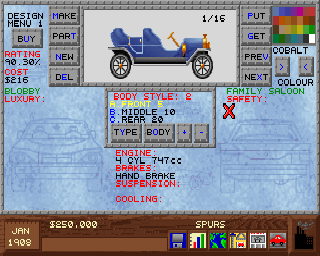 DESIGN MENU 1
MAKE
1/16
PUT
BUY
PART
GET
RATING
90.30%
NEW
PREV
COBALT
COST
$216
DEL
NEXT
< >
COLOUR
BLOBBY
LUXURY:
BODY STYLE: 2
FAMILY SALOON
SAFETY:
A.FRONT 6
B.MIDDLE 10
C.REAR 20
TYPE BODY + -
ENGINE:
4 CYL 747cc
BRAKES:
HAND BRAKE
SUSPENSION:
COOLING:
JAN
1908
$250.000
SPURS